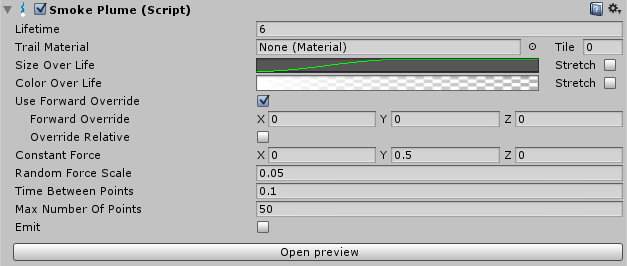 Smoke Plume (Script)
Lifetime 6
Trail Material None (Material) Tile 0
Size Over Life Stretch
Color Over Life Stretch
Use Forward Override
Forward Override X 0 Y 0 Z 0
Override Relative
Constant Force X 0 Y 0.5 Z 0
Random Force Scale 0.05
Time Between Points 0.1
Max Number Of Points 50
Emit
Open preview